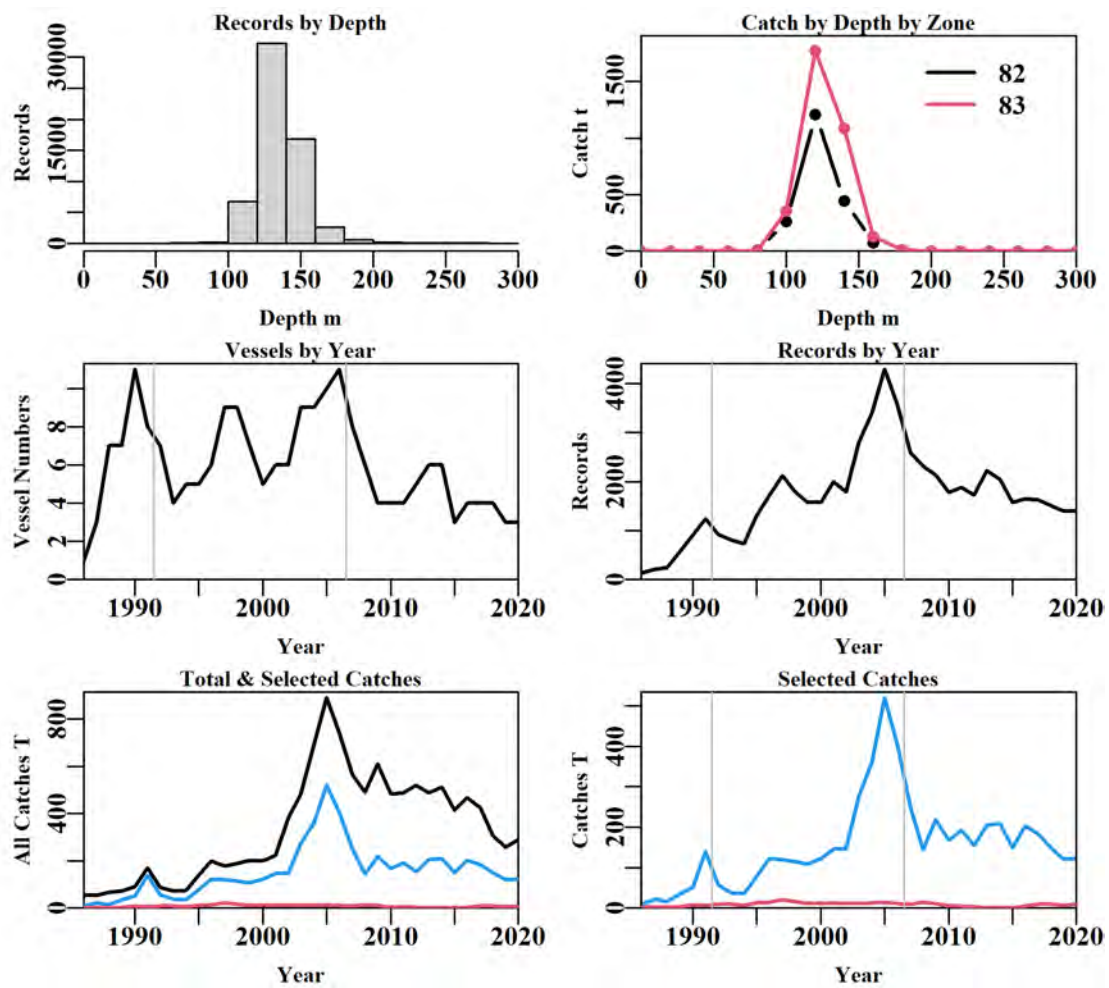 Records by Depth
Records
0 15000 30000
0 50 100 150 200 250 300
Depth m
Catch by Depth by Zone
Catch t
0 500 1500
82
83
0 50 100 150 200 250 300
Depth m
Vessels by Year
Vessel Numbers
0 2 4 6 8
1990 2000 2010 2020
Year
Records by Year
Records
0 2000 4000
1990 2000 2010 2020
Year
Total & Selected Catches
All Catches T
0 400 800
1990 2000 2010 2020
Year
Selected Catches
Catches T
0 200 400
1990 2000 2010 2020
Year